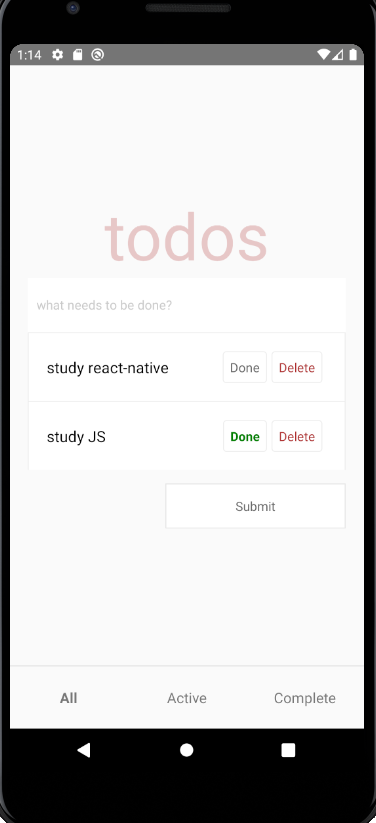 1:14
todos
what needs to be done?
study react-native Done Delete
study JS Done Delete
Submit
All Active Complete